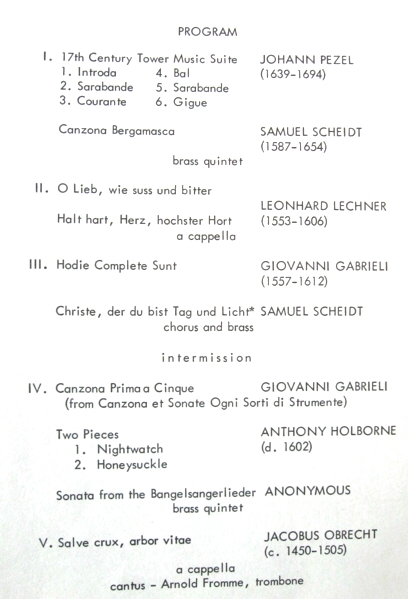 PROGRAM
I. 17th Century Tower Music Suite JOHANN PEZEL
1. Introda 4. Bal (1639-1694)
2. Sarabande 5. Sarabande
3. Courante 6. Gigue
Canzona Bergamasca SAMUEL SCHEIDT
(1587-1654)
brass quintet
II. O Lieb, wie suss und bitter
LEONHARD LECHNER
Halt hart, Herz, hochster Hort (1553-1606)
a cappella
III. Hodie Complete Sunt GIOVANNI GABRIELI
(1557-1612)
Christe, der du bist Tag und Licht* SAMUEL SCHEIDT
chorus and brass
intermission
IV. Canzona Prima a Cinque GIOVANNI GABRIELI
(from Canzona et Sonate Ogni Sorti di Strumente)
Two Pieces ANTHONY HOLBORNE
1. Nightwatch (d. 1602)
2. Honeysuckle
Sonata from the Bangelsangerlieder ANONYMOUS
brass quintet
V. Salve crux, arbor vitae JACOBUS OBRECHT
(c. 1450-1505)
a cappella
cantus - Arnold Fromme, trombone